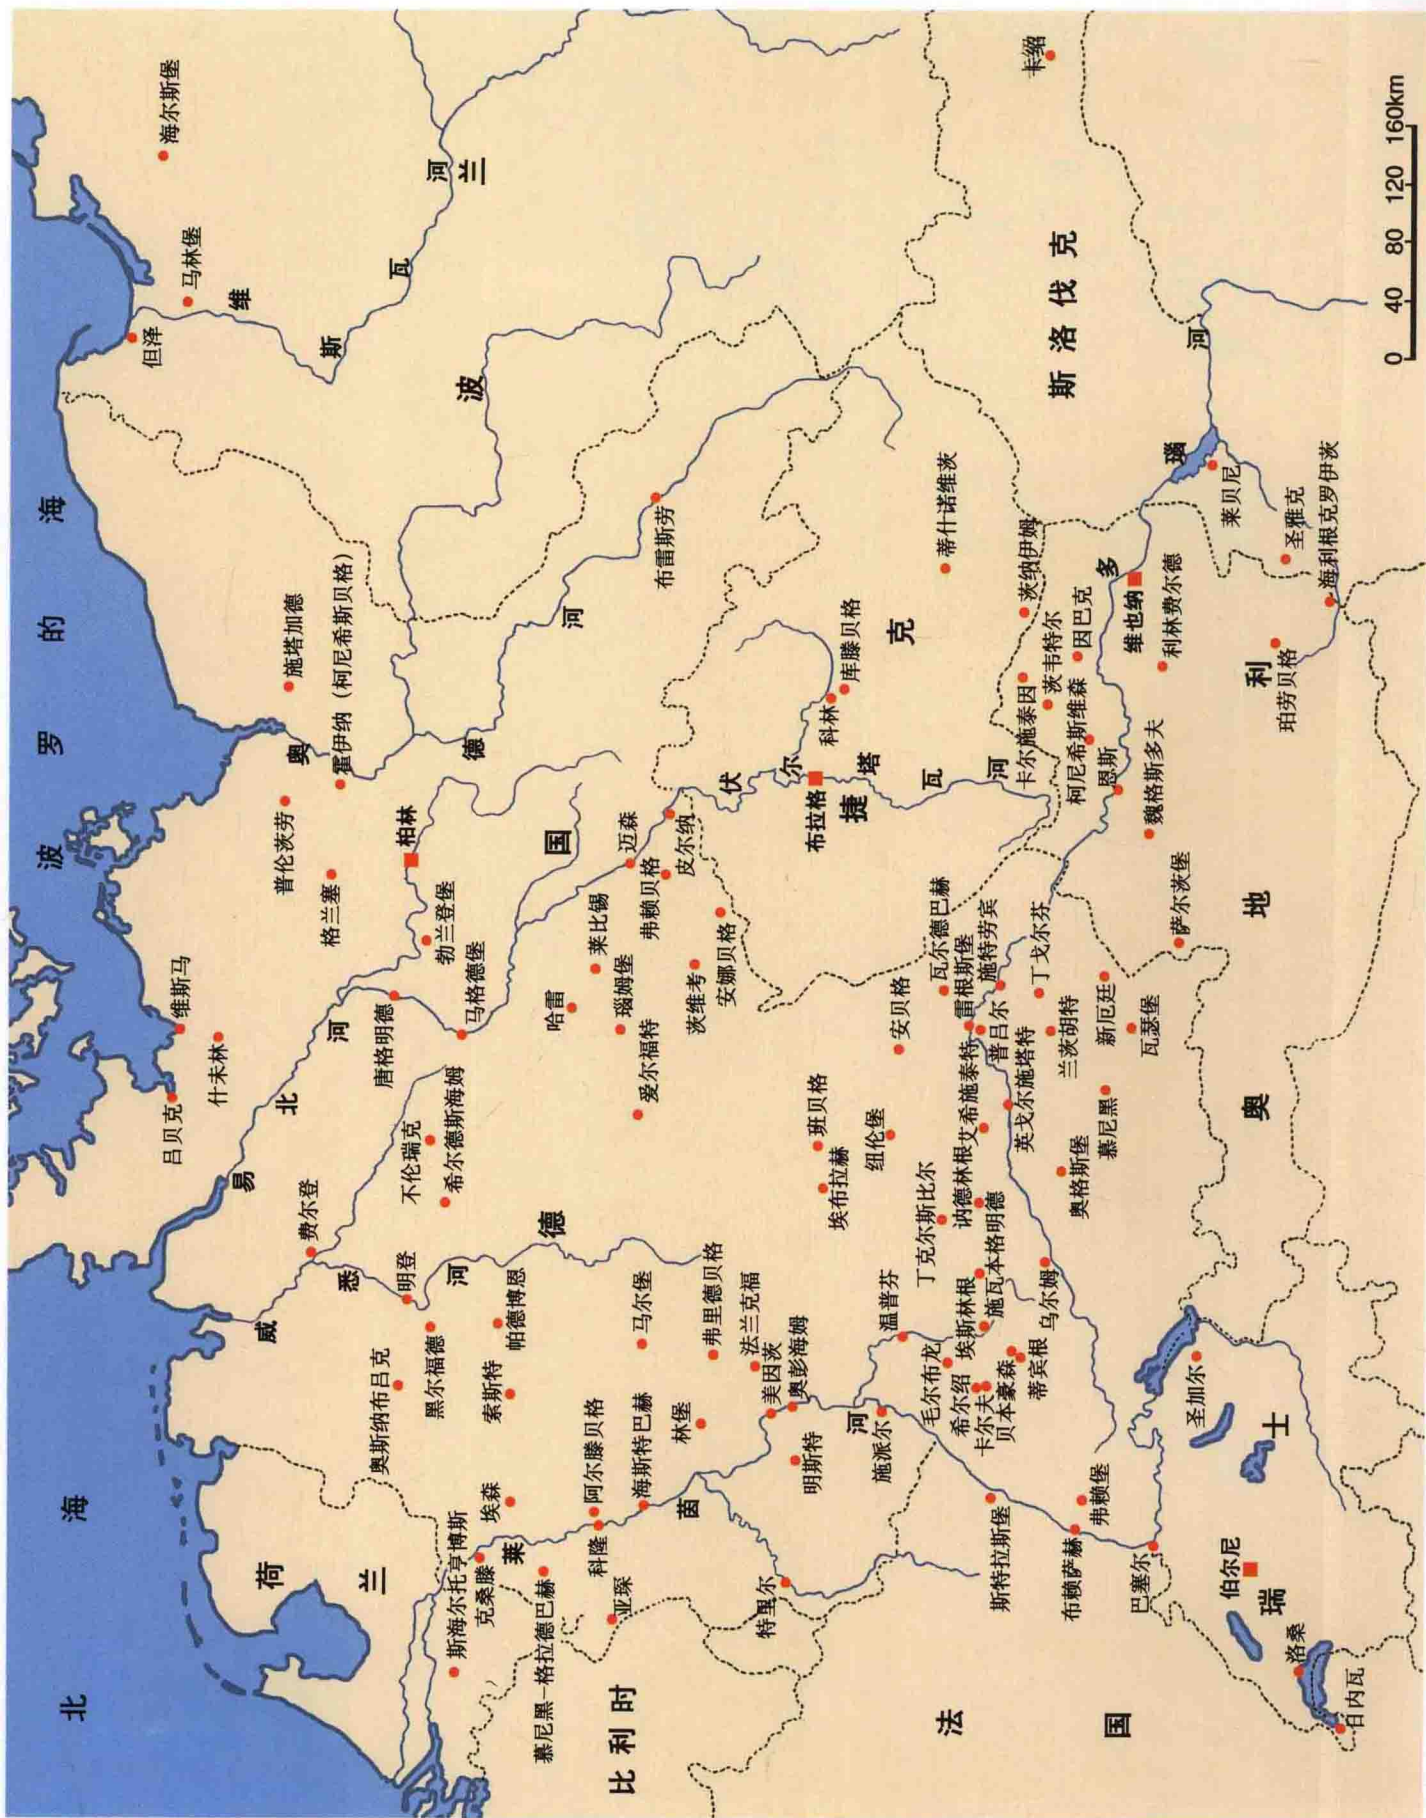 北海
波罗的海
荷兰
比利时
法国
德国
瑞士
奥地利
捷克
斯洛伐克
波兰
威悉河
易北河
奥德河
维斯瓦河
莱茵河
伏尔塔瓦河
多瑙河
海尔斯堡
马林堡
但泽
施塔加德
霍伊纳（柯尼希斯贝格）
普伦茨劳
格兰塞
柏林
勃兰登堡
维斯马
什未林
吕贝克
唐格明德
马格德堡
费尔登
不伦瑞克
希尔德斯海姆
明登
黑尔福德
奥斯纳布吕克
帕德博恩
索斯特
埃森
斯海尔托亨博斯
克桑滕
慕尼黑–格拉德巴赫
科隆
阿尔滕贝格
亚琛
海斯特巴赫
马尔堡
林堡
弗里德贝格
法兰克福
美因茨
奥彭海姆
明斯特
特里尔
哈雷
莱比锡
瑙姆堡
爱尔福特
迈森
弗赖贝格
皮尔纳
茨维考
安娜贝格
布雷斯劳
布拉格
科林
库滕贝格
蒂什诺维茨
茨纳伊姆
卡缩
班贝格
埃布拉赫
纽伦堡
安贝格
瓦尔德巴赫
雷根斯堡
施特劳宾
普吕尔
丁戈尔芬
艾希施泰特
英戈尔施塔特
兰茨胡特
新厄廷
瓦瑟堡
慕尼黑
奥格斯堡
丁克尔斯比尔
讷德林根
施瓦本格明德
温普芬
埃斯林根
乌尔姆
毛尔布龙
希尔绍
卡尔夫
贝本豪森
蒂宾根
施派尔
斯特拉斯堡
弗赖堡
布赖萨赫
巴塞尔
圣加尔
伯尔尼
洛桑
日内瓦
卡尔施泰因
茨韦特尔
因巴克
柯尼希斯维森
恩斯
维也纳
利林费尔德
魏格斯多夫
萨尔茨堡
莱贝尼
圣雅克
海利根克罗伊茨
珀劳贝格
0 40 80 120 160km